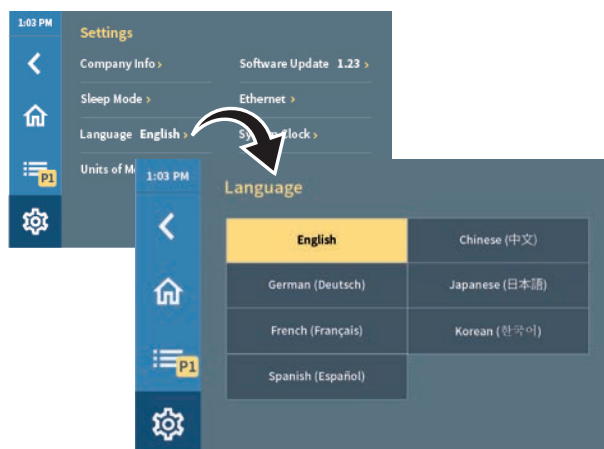 1:03 PM
Settings
Company Info ›
Software Update 1.23 ›
Sleep Mode ›
Ethernet ›
Language English ›
Units of M
P1
1:03 PM
Language
English
Chinese (中文)
German (Deutsch)
Japanese (日本語)
French (Français)
Korean (한국어)
Spanish (Español)
P1